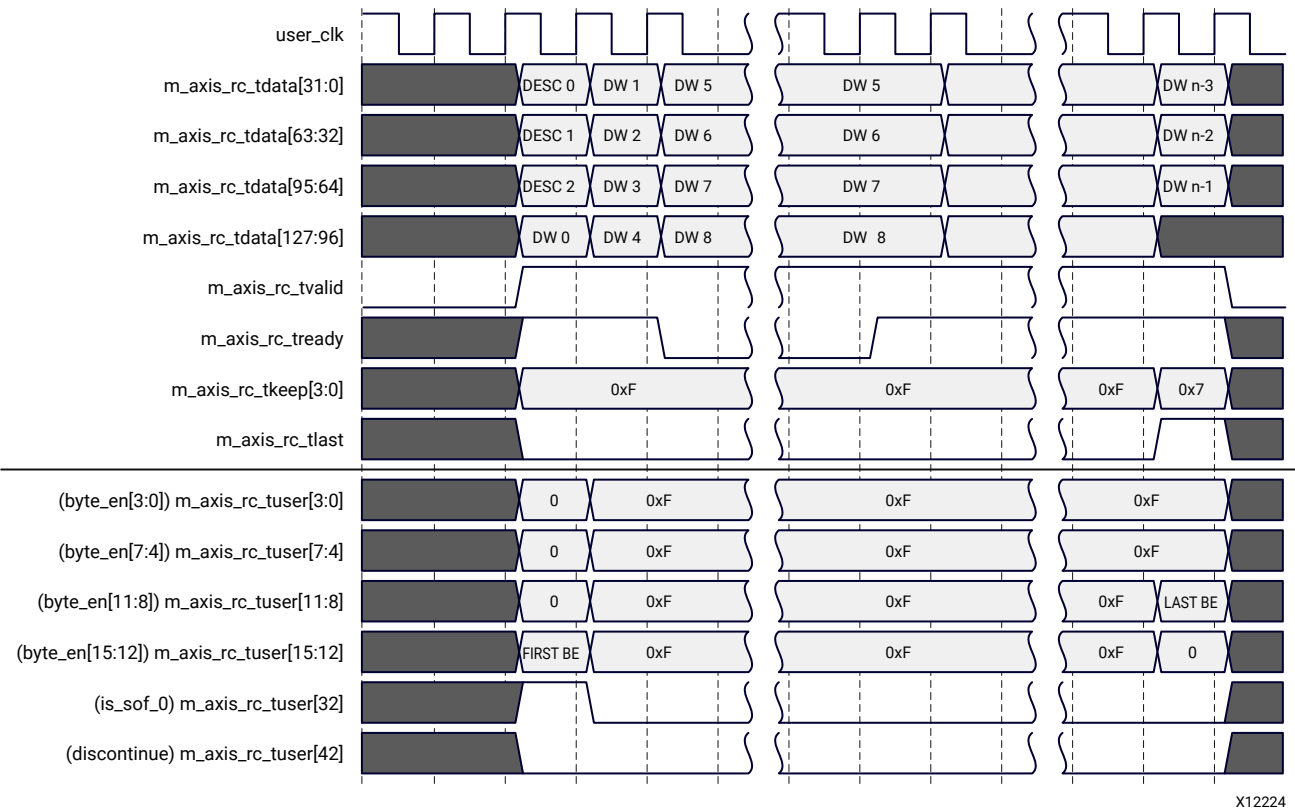 user_clk
m_axis_rc_tdata[31:0] DESC 0 DW 1 DW 5 DW 5 DW n-3
m_axis_rc_tdata[63:32] DESC 1 DW 2 DW 6 DW 6 DW n-2
m_axis_rc_tdata[95:64] DESC 2 DW 3 DW 7 DW 7 DW n-1
m_axis_rc_tdata[127:96] DW 0 DW 4 DW 8 DW 8
m_axis_rc_tvalid
m_axis_rc_tready
m_axis_rc_tkeep[3:0] 0xF 0xF 0xF 0x7
m_axis_rc_tlast
(byte_en[3:0]) m_axis_rc_tuser[3:0] 0 0xF 0xF 0xF
(byte_en[7:4]) m_axis_rc_tuser[7:4] 0 0xF 0xF 0xF
(byte_en[11:8]) m_axis_rc_tuser[11:8] 0 0xF 0xF 0xF LAST BE
(byte_en[15:12]) m_axis_rc_tuser[15:12] FIRST BE 0xF 0xF 0xF 0
(is_sof_0) m_axis_rc_tuser[32]
(discontinue) m_axis_rc_tuser[42]
X12224